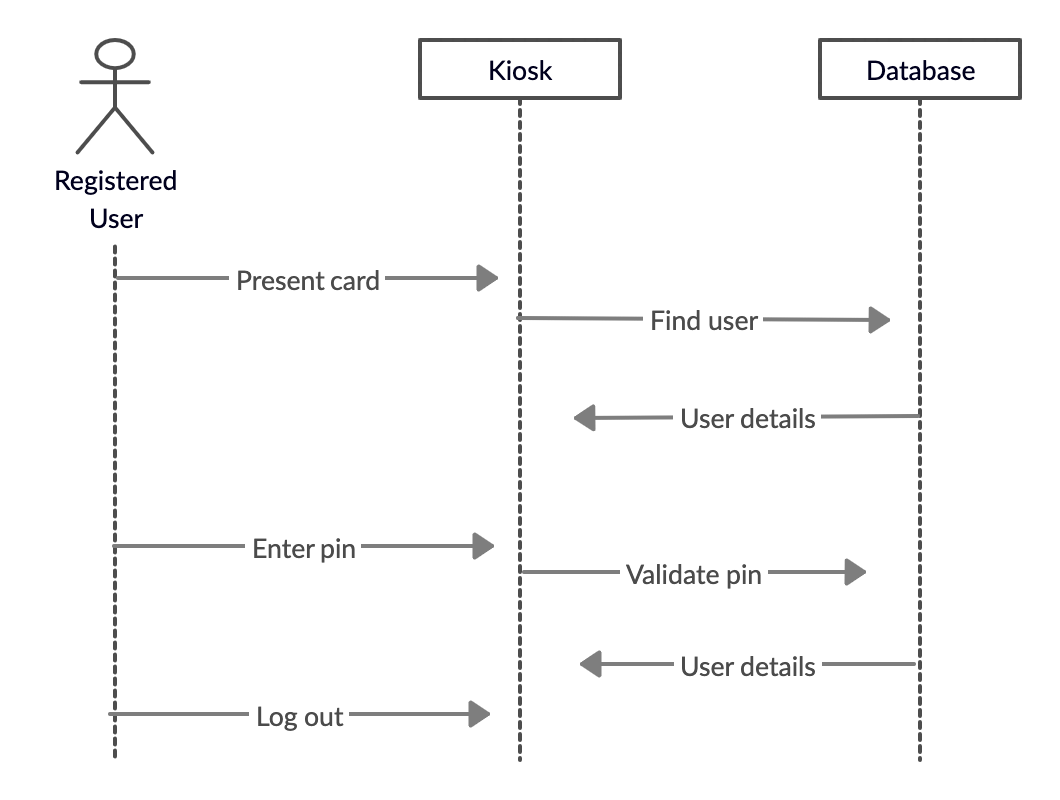 Kiosk
Database
Registered
User
Present card
Find user
User details
Enter pin
Validate pin
User details
Log out